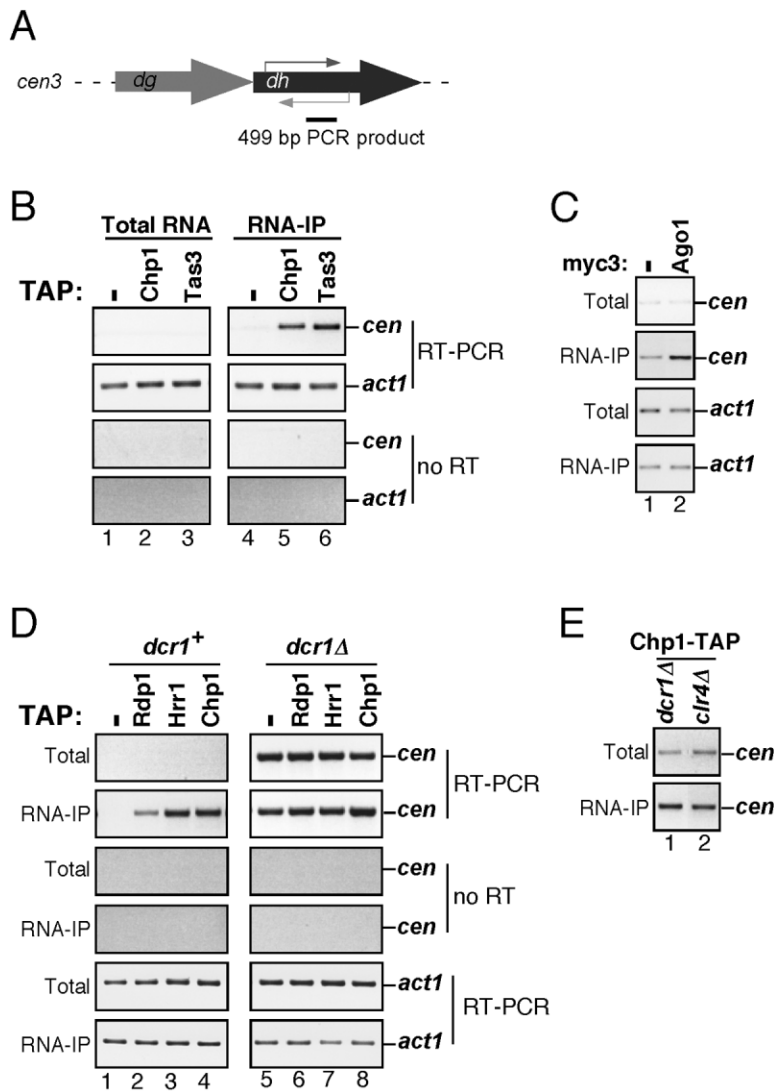 A
cen3
dg
dh
499 bp PCR product
B
Total RNA RNA-IP
TAP: - Chp1 Tas3 - Chp1 Tas3
cen
RT-PCR
act1
cen
no RT
act1
1 2 3 4 5 6
C
myc3: - Ago1
Total cen
RNA-IP cen
Total act1
RNA-IP act1
1 2
D
dcr1+ dcr1Δ
TAP: - Rdp1 Hrr1 Chp1 - Rdp1 Hrr1 Chp1
Total cen
RT-PCR
RNA-IP cen
Total cen
no RT
RNA-IP cen
Total act1
RT-PCR
RNA-IP act1
1 2 3 4 5 6 7 8
E
Chp1-TAP
dcr1Δ clr4Δ
Total cen
RNA-IP cen
1 2